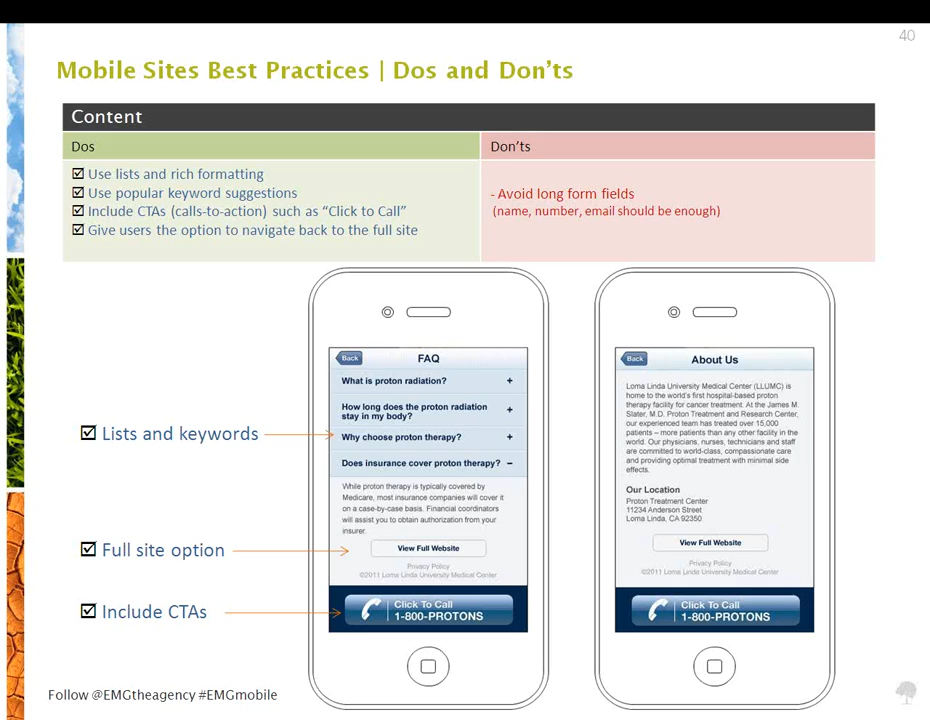 40
Mobile Sites Best Practices | Dos and Don'ts
Content
Dos
Don'ts
Use lists and rich formatting
Use popular keyword suggestions
Include CTAs (calls-to-action) such as "Click to Call"
Give users the option to navigate back to the full site
- Avoid long form fields
(name, number, email should be enough)
Lists and keywords
Full site option
Include CTAs
Back
FAQ
What is proton radiation? +
How long does the proton radiation +
stay in my body?
Why choose proton therapy? +
Does insurance cover proton therapy? –
While proton therapy is typically covered by
Medicare, most insurance companies will cover it
on a case-by-case basis. Financial coordinators
will assist you to obtain authorization from your
insurer.
View Full Website
Privacy Policy
©2011 Loma Linda University Medical Center
Click To Call
1-800-PROTONS
Back
About Us
Loma Linda University Medical Center (LLUMC) is
home to the world's first hospital-based proton
therapy facility for cancer treatment. At the James M.
Slater, M.D. Proton Treatment and Research Center,
our experienced team has treated over 15,000
patients – more patients than any other facility in the
world. Our physicians, nurses, technicians and staff
are committed to world-class, compassionate care
and providing optimal treatment with minimal side
effects.
Our Location
Proton Treatment Center
11234 Anderson Street
Loma Linda, CA 92350
View Full Website
Privacy Policy
©2011 Loma Linda University Medical Center
Click To Call
1-800-PROTONS
Follow @EMGtheagency #EMGmobile